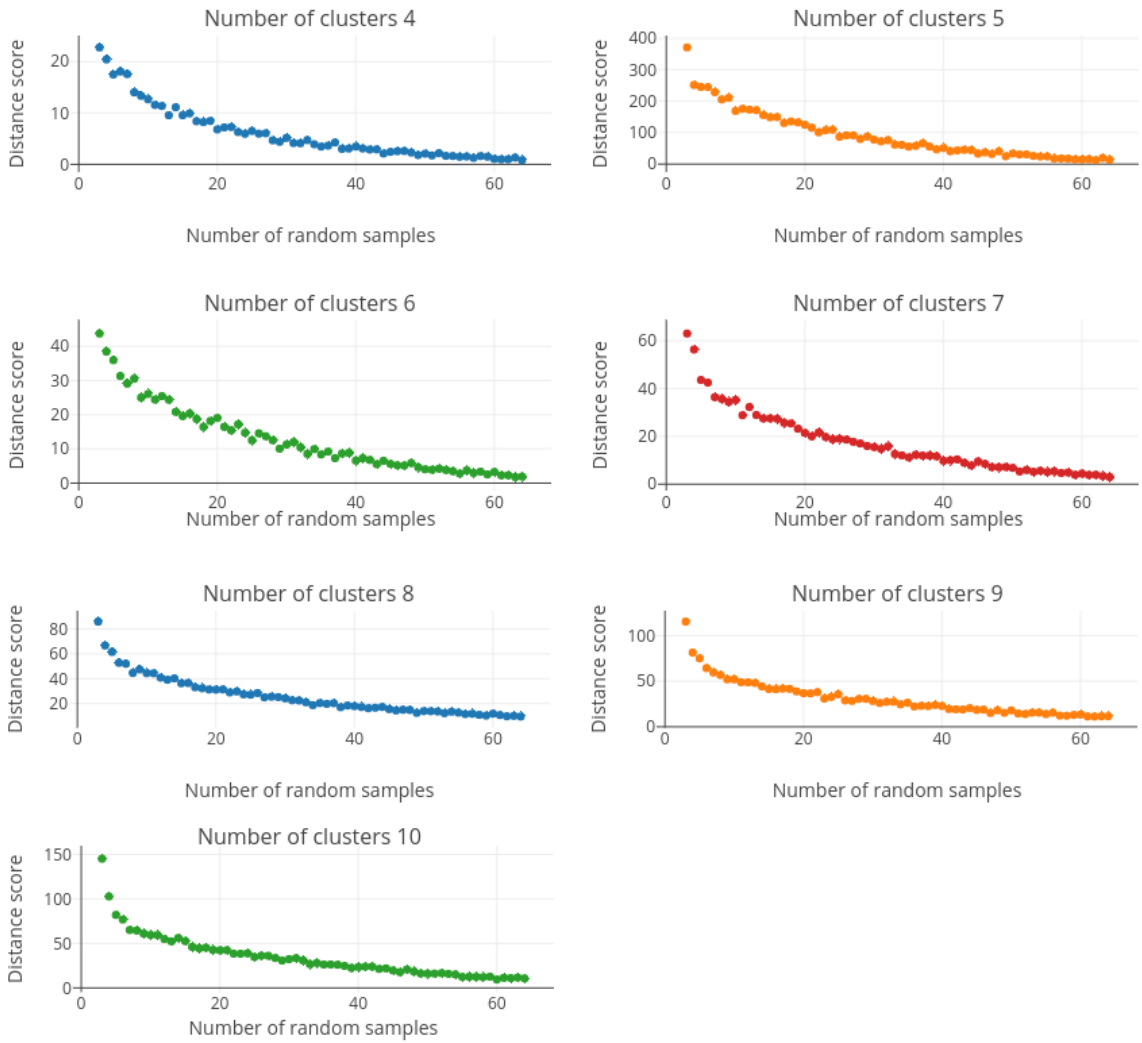 Number of clusters 4
Distance score
20
10
0
0 20 40 60
Number of random samples
Number of clusters 5
Distance score
400
300
200
100
0
0 20 40 60
Number of random samples
Number of clusters 6
Distance score
40
30
20
10
0
0 20 40 60
Number of random samples
Number of clusters 7
Distance score
60
40
20
0
0 20 40 60
Number of random samples
Number of clusters 8
Distance score
80
60
40
20
0 20 40 60
Number of random samples
Number of clusters 9
Distance score
100
50
0
0 20 40 60
Number of random samples
Number of clusters 10
Distance score
150
100
50
0
0 20 40 60
Number of random samples